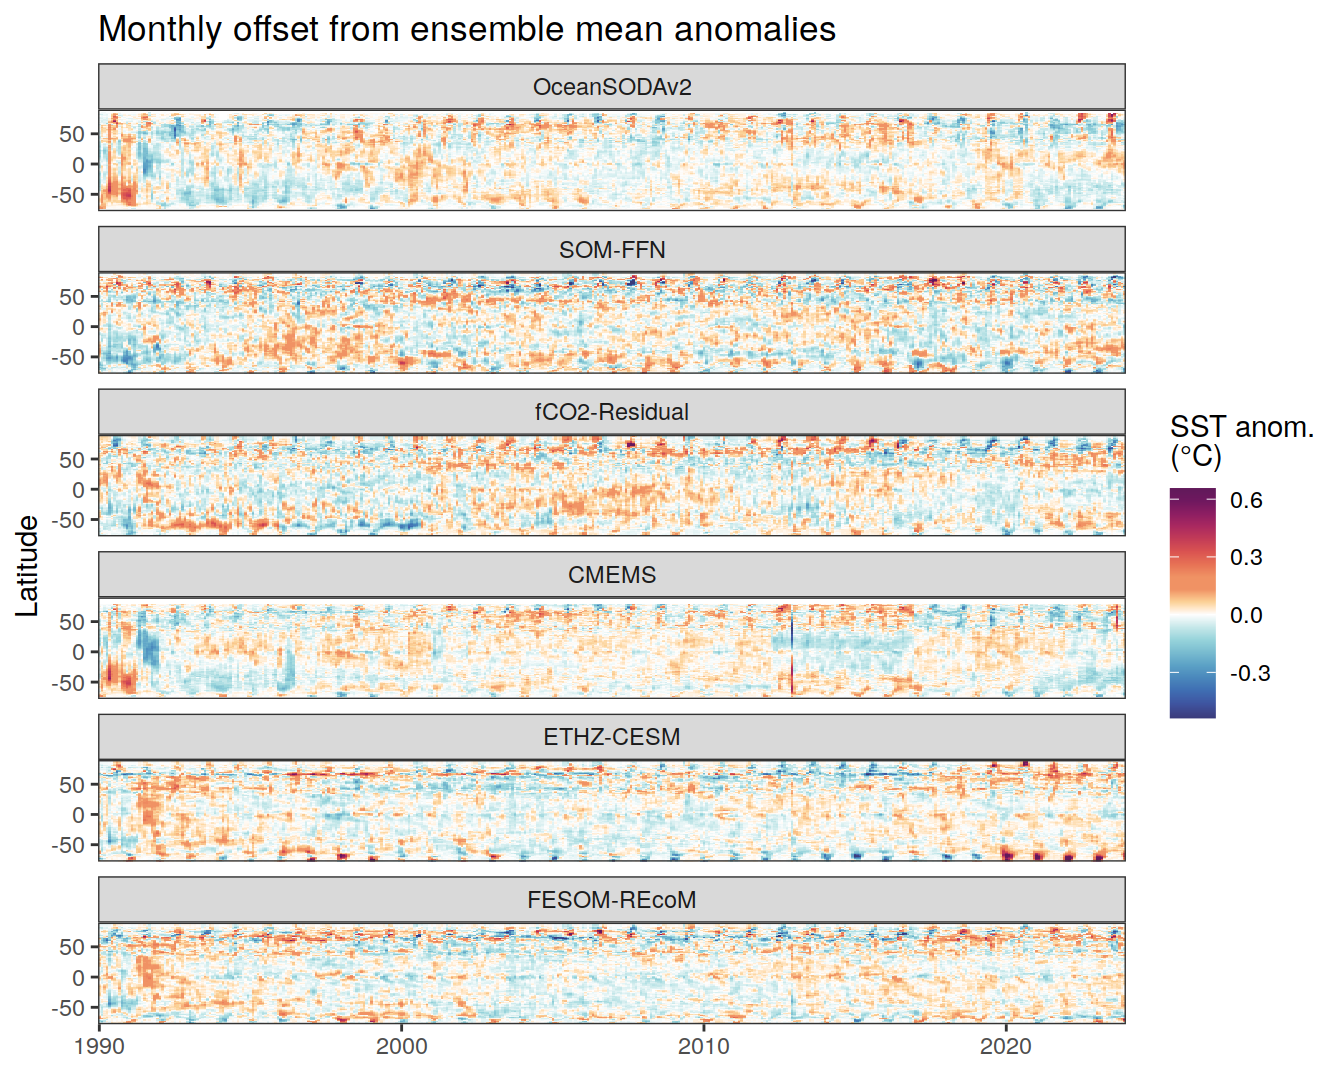 Monthly offset from ensemble mean anomalies
OceanSODAv2
50
0
-50
SOM-FFN
50
0
-50
fCO2-Residual
50
0
-50
CMEMS
50
0
-50
ETHZ-CESM
50
0
-50
FESOM-REcoM
50
0
-50
1990
2000
2010
2020
Latitude
SST anom.
(°C)
0.6
0.3
0.0
-0.3